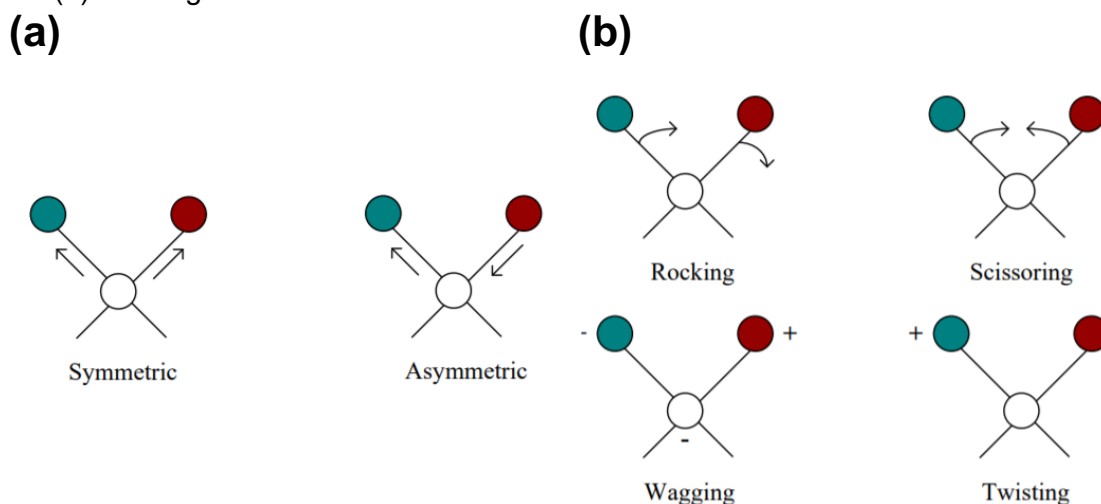 (a)
(b)
Symmetric
Asymmetric
Rocking
Scissoring
- + +
-
Wagging
Twisting